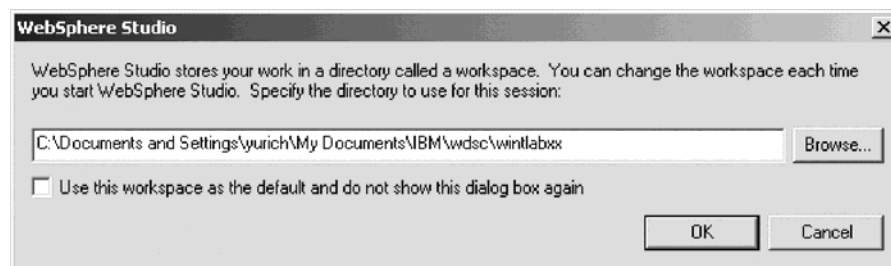 WebSphere Studio
WebSphere Studio stores your work in a directory called a workspace. You can change the workspace each time
you start WebSphere Studio. Specify the directory to use for this session:
C:\Documents and Settings\yurich\My Documents\IBM\wdsc\wintlabxx
Browse...
Use this workspace as the default and do not show this dialog box again
OK
Cancel